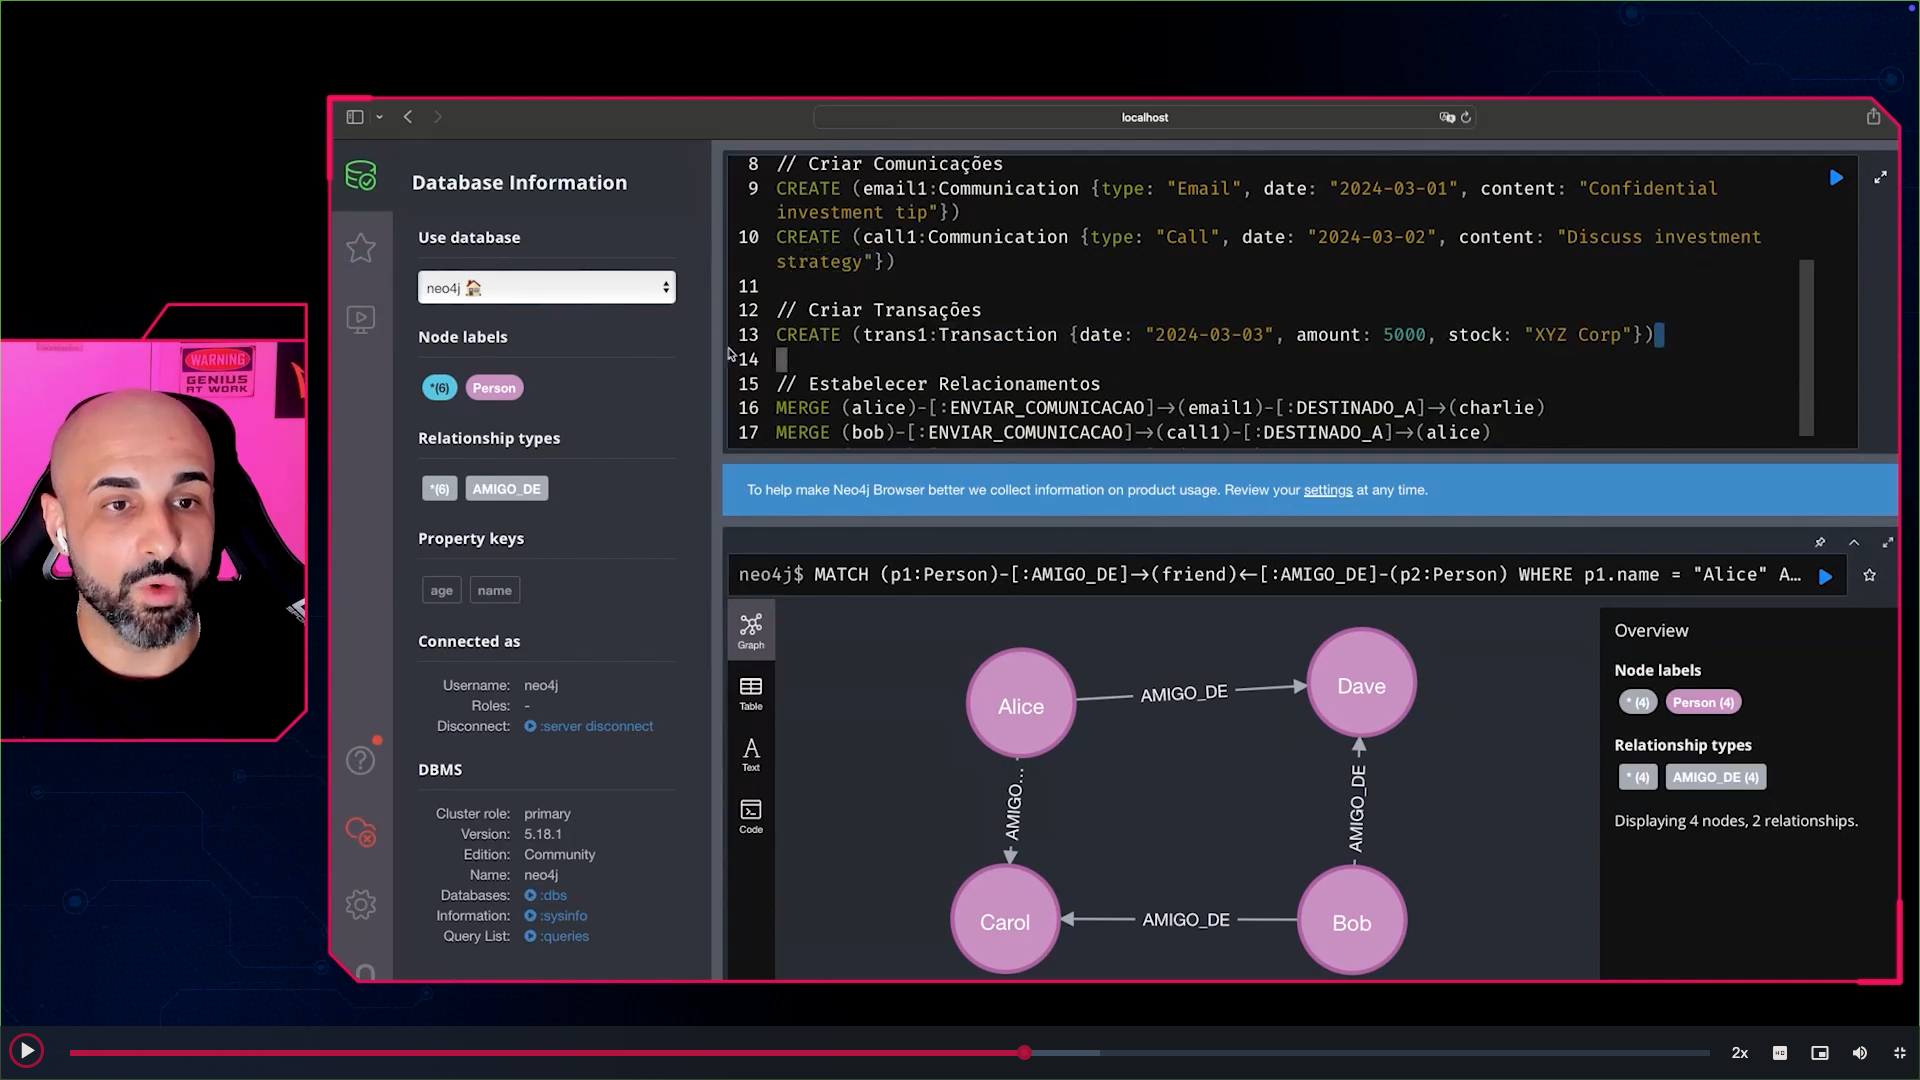 localhost
WARNING
GENIUS
AT WORK
Database Information
Use database
neo4j
Node labels
*(6) Person
Relationship types
*(6) AMIGO_DE
Property keys
age name
Connected as
Username: neo4j
Roles: -
Disconnect: :server disconnect
DBMS
Cluster role: primary
Version: 5.18.1
Edition: Community
Name: neo4j
Databases: :dbs
Information: :sysinfo
Query List: :queries
8 // Criar Comunicações
9 CREATE (email1:Communication {type: "Email", date: "2024-03-01", content: "Confidential
investment tip"})
10 CREATE (call1:Communication {type: "Call", date: "2024-03-02", content: "Discuss investment
strategy"})
11
12 // Criar Transações
13 CREATE (trans1:Transaction {date: "2024-03-03", amount: 5000, stock: "XYZ Corp"})
14
15 // Estabelecer Relacionamentos
16 MERGE (alice)-[:ENVIAR_COMUNICACAO]->(email1)-[:DESTINADO_A]->(charlie)
17 MERGE (bob)-[:ENVIAR_COMUNICACAO]->(call1)-[:DESTINADO_A]->(alice)
To help make Neo4j Browser better we collect information on product usage. Review your settings at any time.
neo4j$ MATCH (p1:Person)-[:AMIGO_DE]->(friend)<-[:AMIGO_DE]-(p2:Person) WHERE p1.name = "Alice" A…
Graph
Table
Text
Code
Alice
AMIGO_DE
Dave
AMIGO…
AMIGO_DE
Carol
AMIGO_DE
Bob
Overview
Node labels
* (4) Person (4)
Relationship types
* (4) AMIGO_DE (4)
Displaying 4 nodes, 2 relationships.
2x